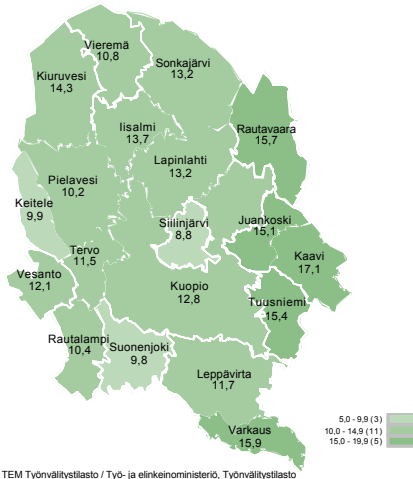 Vieremä
10,8
Sonkajärvi
13,2
Kiuruvesi
14,3
Iisalmi
13,7
Rautavaara
15,7
Lapinlahti
13,2
Pielavesi
10,2
Keitele
9,9
Siilinjärvi
8,8
Juankoski
15,1
Tervo
11,5
Kaavi
17,1
Vesanto
12,1
Kuopio
12,8
Tuusniemi
15,4
Rautalampi
10,4
Suonenjoki
9,8
Leppävirta
11,7
Varkaus
15,9
5,0 - 9,9 (3)
10,0 - 14,9 (11)
15,0 - 19,9 (5)
TEM Työnvälitystilasto / Työ- ja elinkeinoministeriö, Työnvälitystilasto